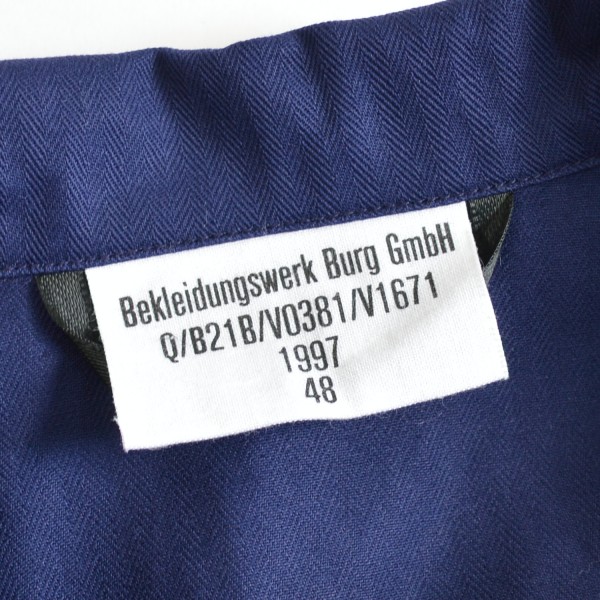 Bekleidungswerk Burg GmbH
Q/B21B/V0381/V1671
1997
48